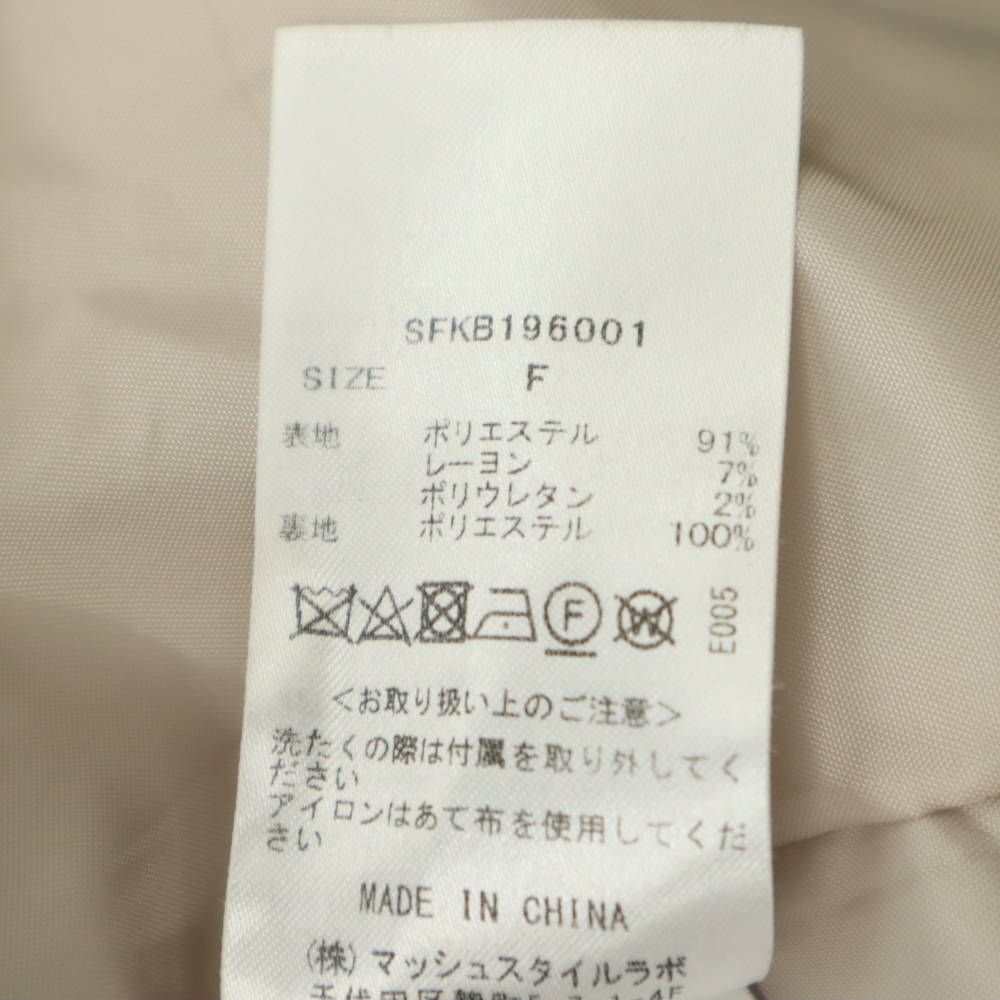 SFKB196001
SIZE F
表地 ポリエステル 91%
レーヨン 7%
ポリウレタン 2%
裏地 ポリエステル 100%
F W E005
<お取り扱い上のご注意>
洗たくの際は付属を取り外してく
ださい
アイロンはあて布を使用してくだ
さい
MADE IN CHINA
(株)マッシュスタイルラボ
千代田区